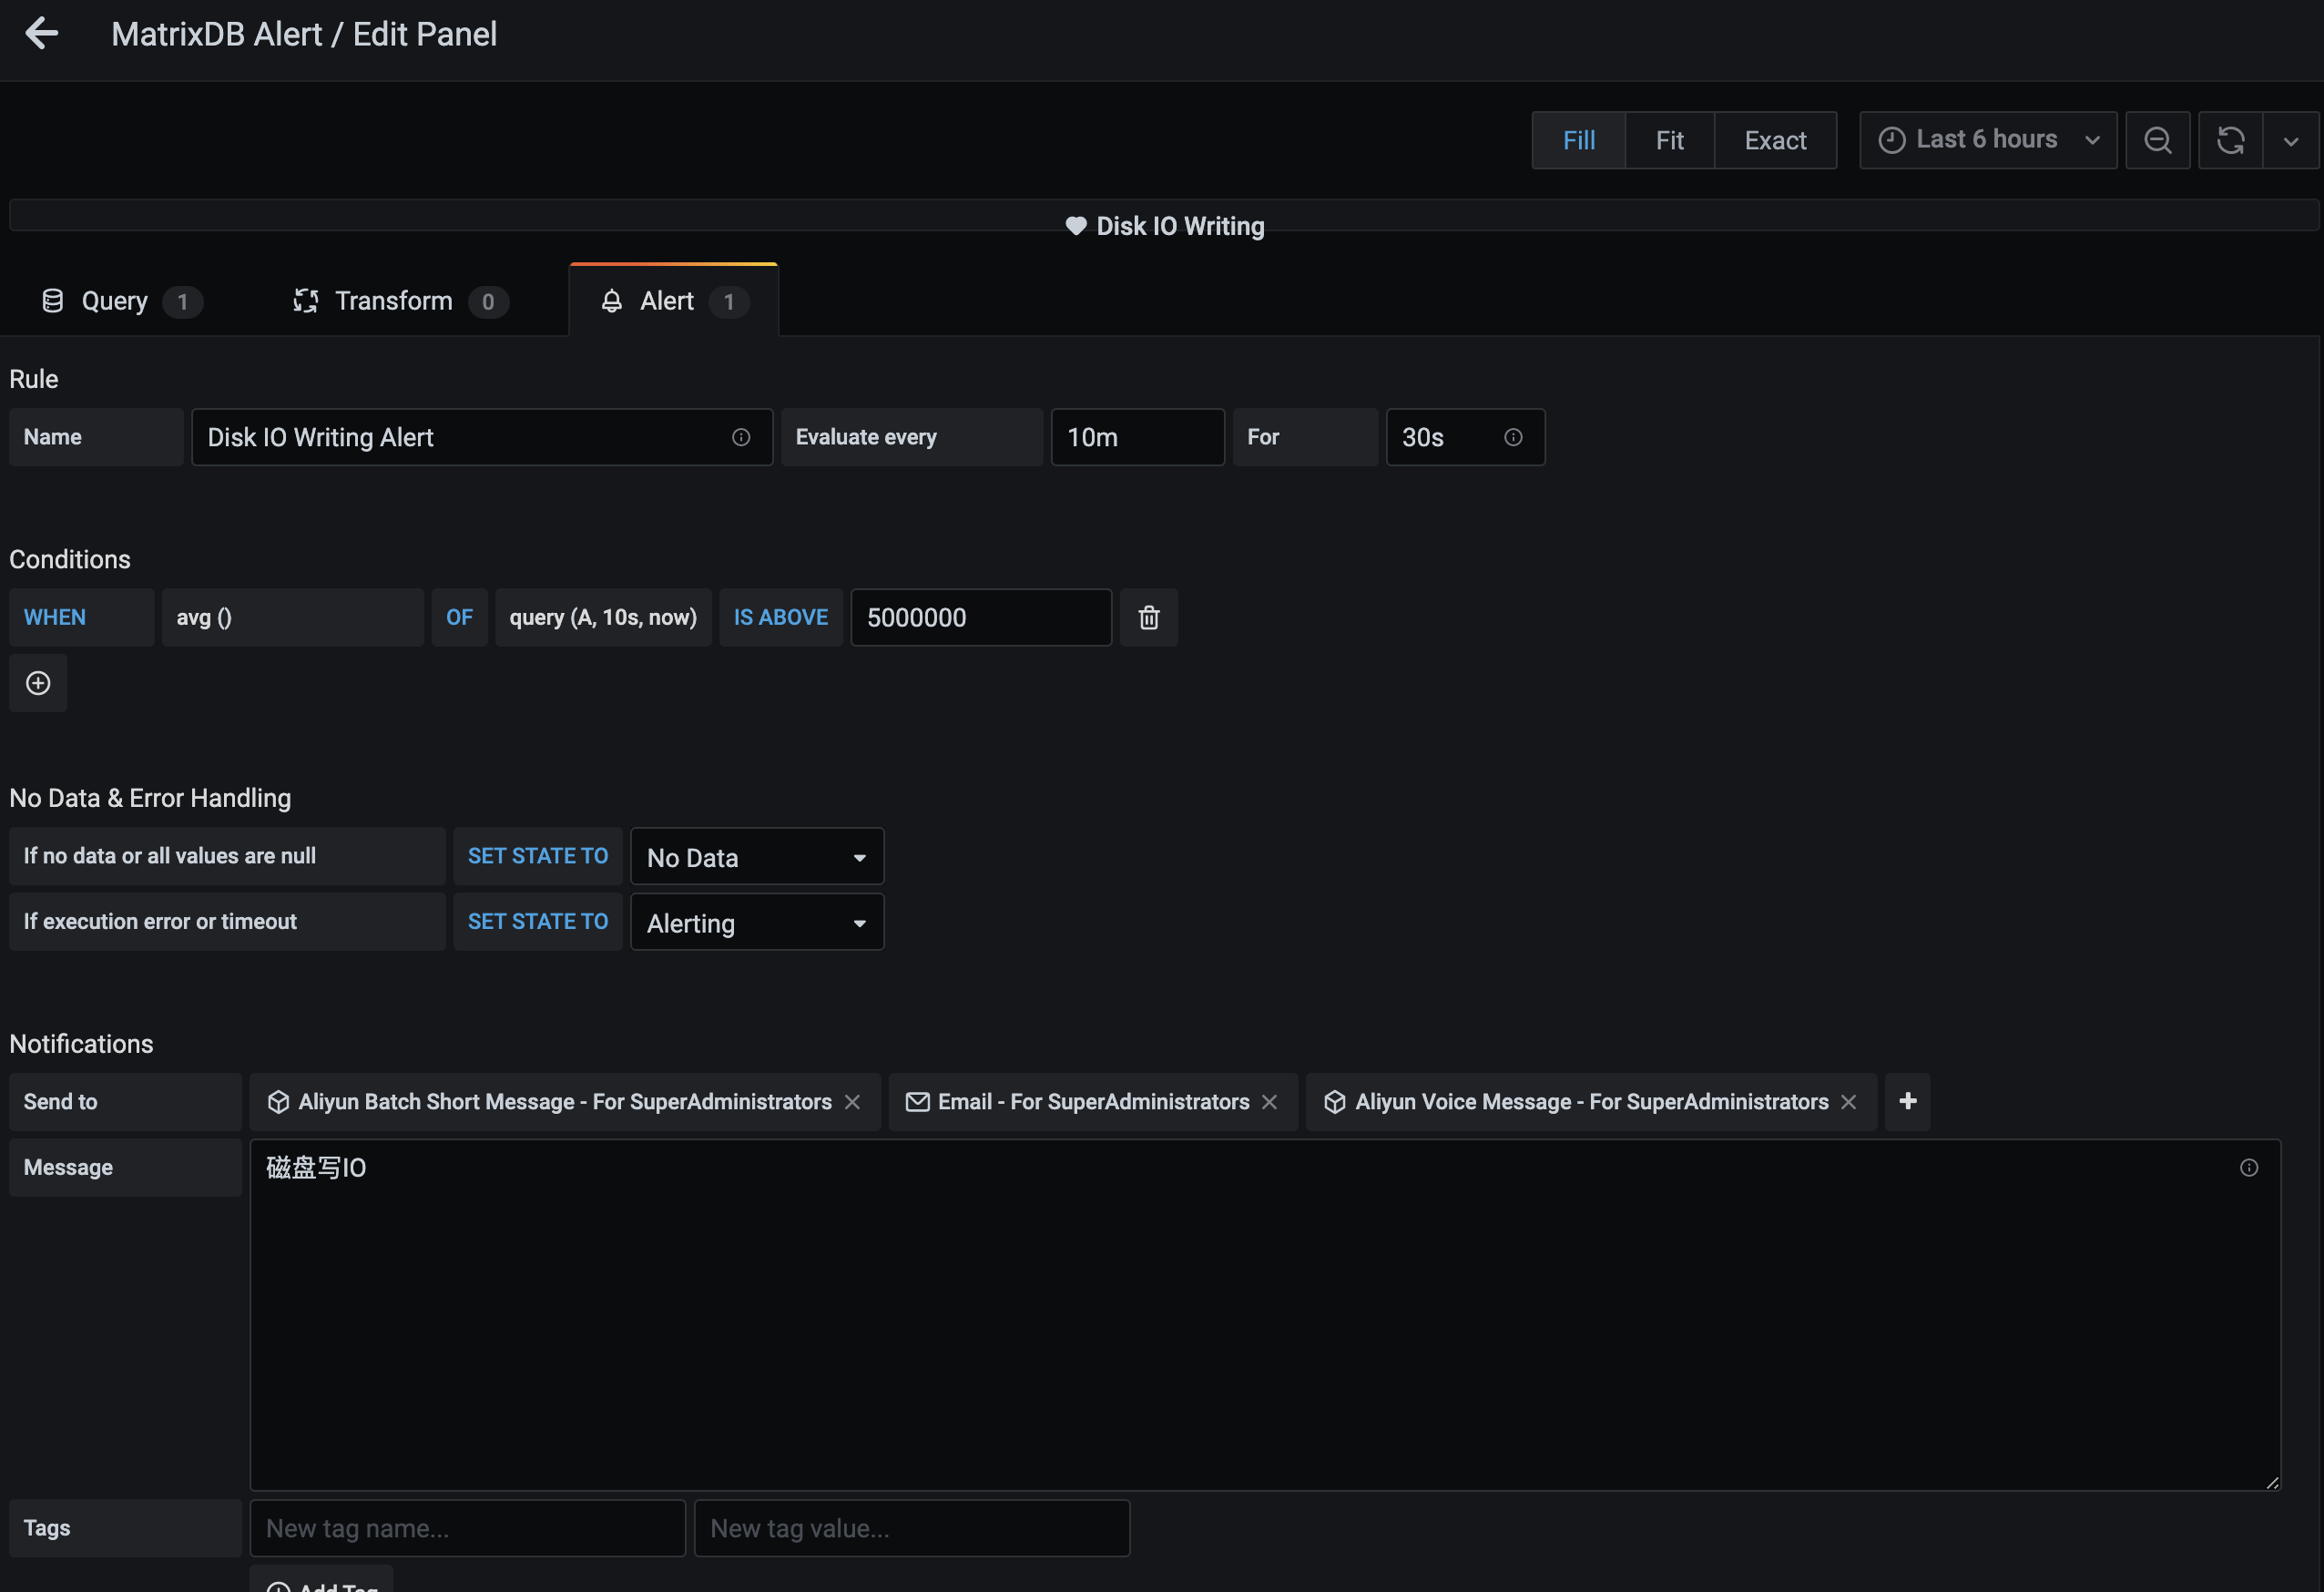 MatrixDB Alert / Edit Panel
Fill Fit Exact Last 6 hours
Disk IO Writing
Query 1 Transform 0 Alert 1
Rule
Name Disk IO Writing Alert Evaluate every 10m For 30s
Conditions
WHEN avg () OF query (A, 10s, now) IS ABOVE 5000000
No Data & Error Handling
If no data or all values are null SET STATE TO No Data
If execution error or timeout SET STATE TO Alerting
Notifications
Send to Aliyun Batch Short Message - For SuperAdministrators Email - For SuperAdministrators Aliyun Voice Message - For SuperAdministrators
Message 磁盘写IO
Tags New tag name... New tag value...
Add Tag